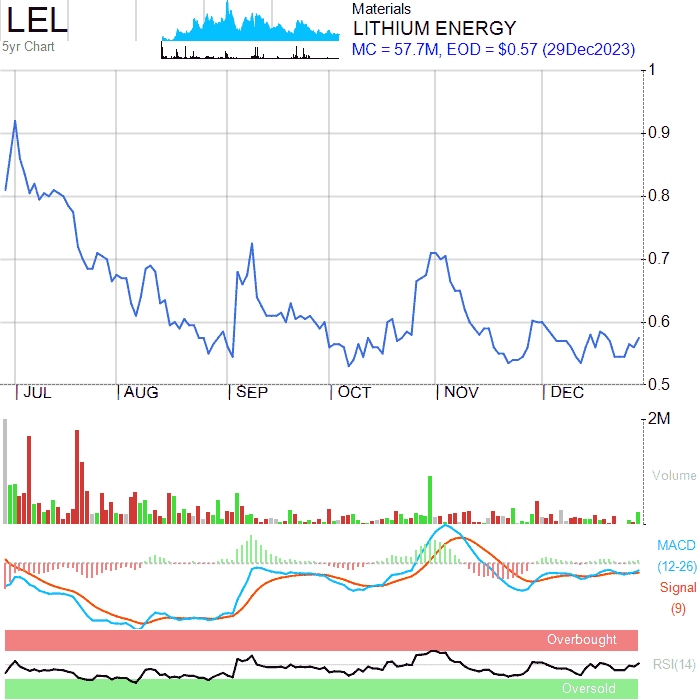 LEL
5yr Chart
Materials
LITHIUM ENERGY
MC = 57.7M, EOD = $0.57 (29Dec2023)
1
0.9
0.8
0.7
0.6
0.5
JUL AUG SEP OCT NOV DEC
2M
Volume
MACD
(12-26)
Signal
(9)
Overbought
RSI(14)
Oversold